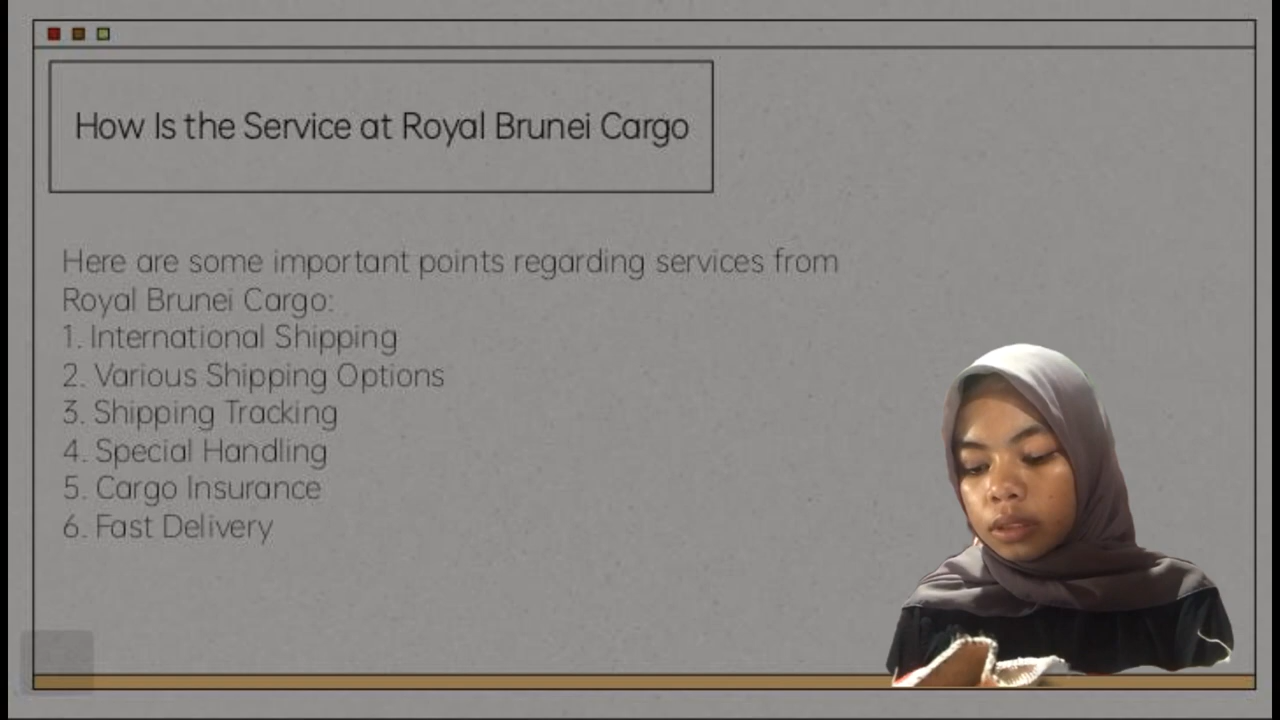 How Is the Service at Royal Brunei Cargo
Here are some important points regarding services from
Royal Brunei Cargo:
1. International Shipping
2. Various Shipping Options
3. Shipping Tracking
4. Special Handling
5. Cargo Insurance
6. Fast Delivery